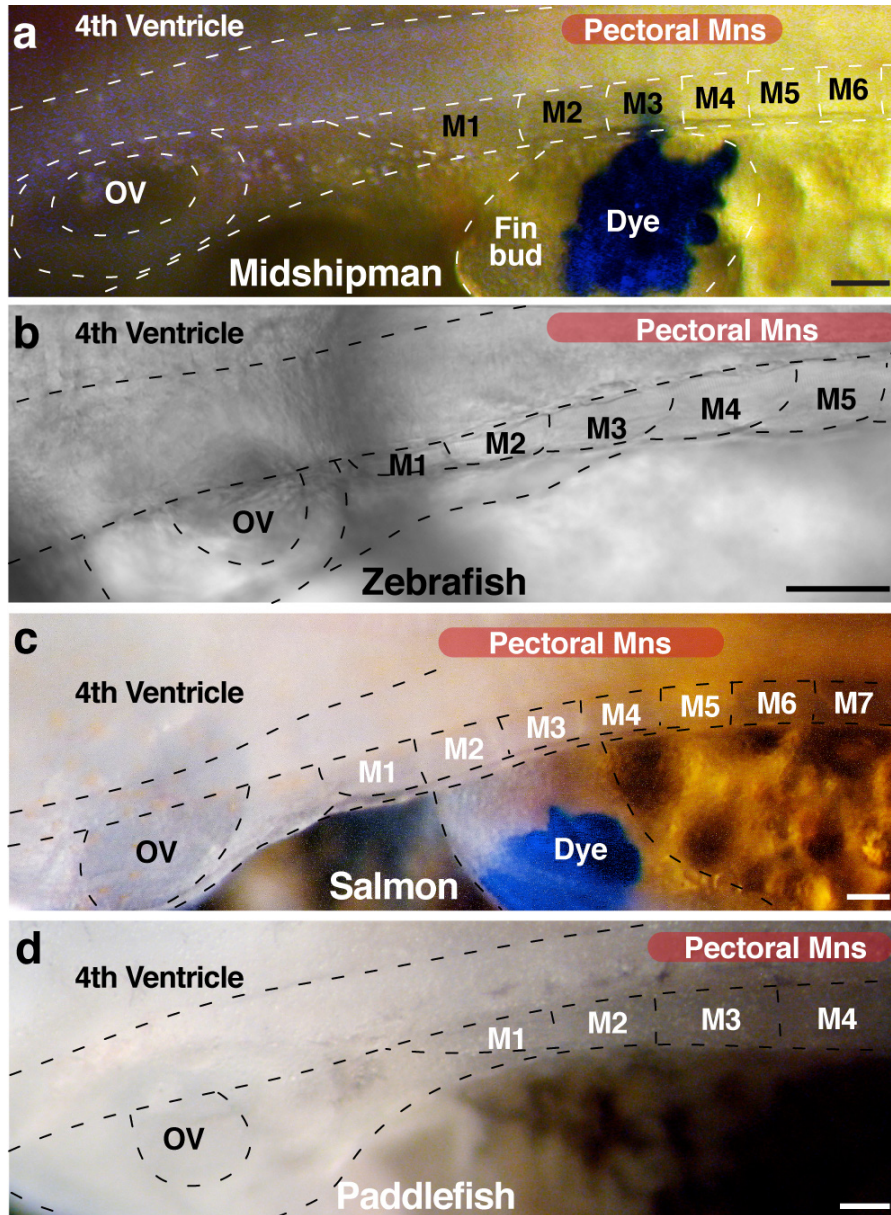 a
4th Ventricle
Pectoral Mns
M1
M2
M3
M4
M5
M6
OV
Fin
bud
Dye
Midshipman
b
4th Ventricle
Pectoral Mns
M1
M2
M3
M4
M5
OV
Zebrafish
c
4th Ventricle
Pectoral Mns
M1
M2
M3
M4
M5
M6
M7
OV
Dye
Salmon
d
4th Ventricle
Pectoral Mns
M1
M2
M3
M4
OV
Paddlefish